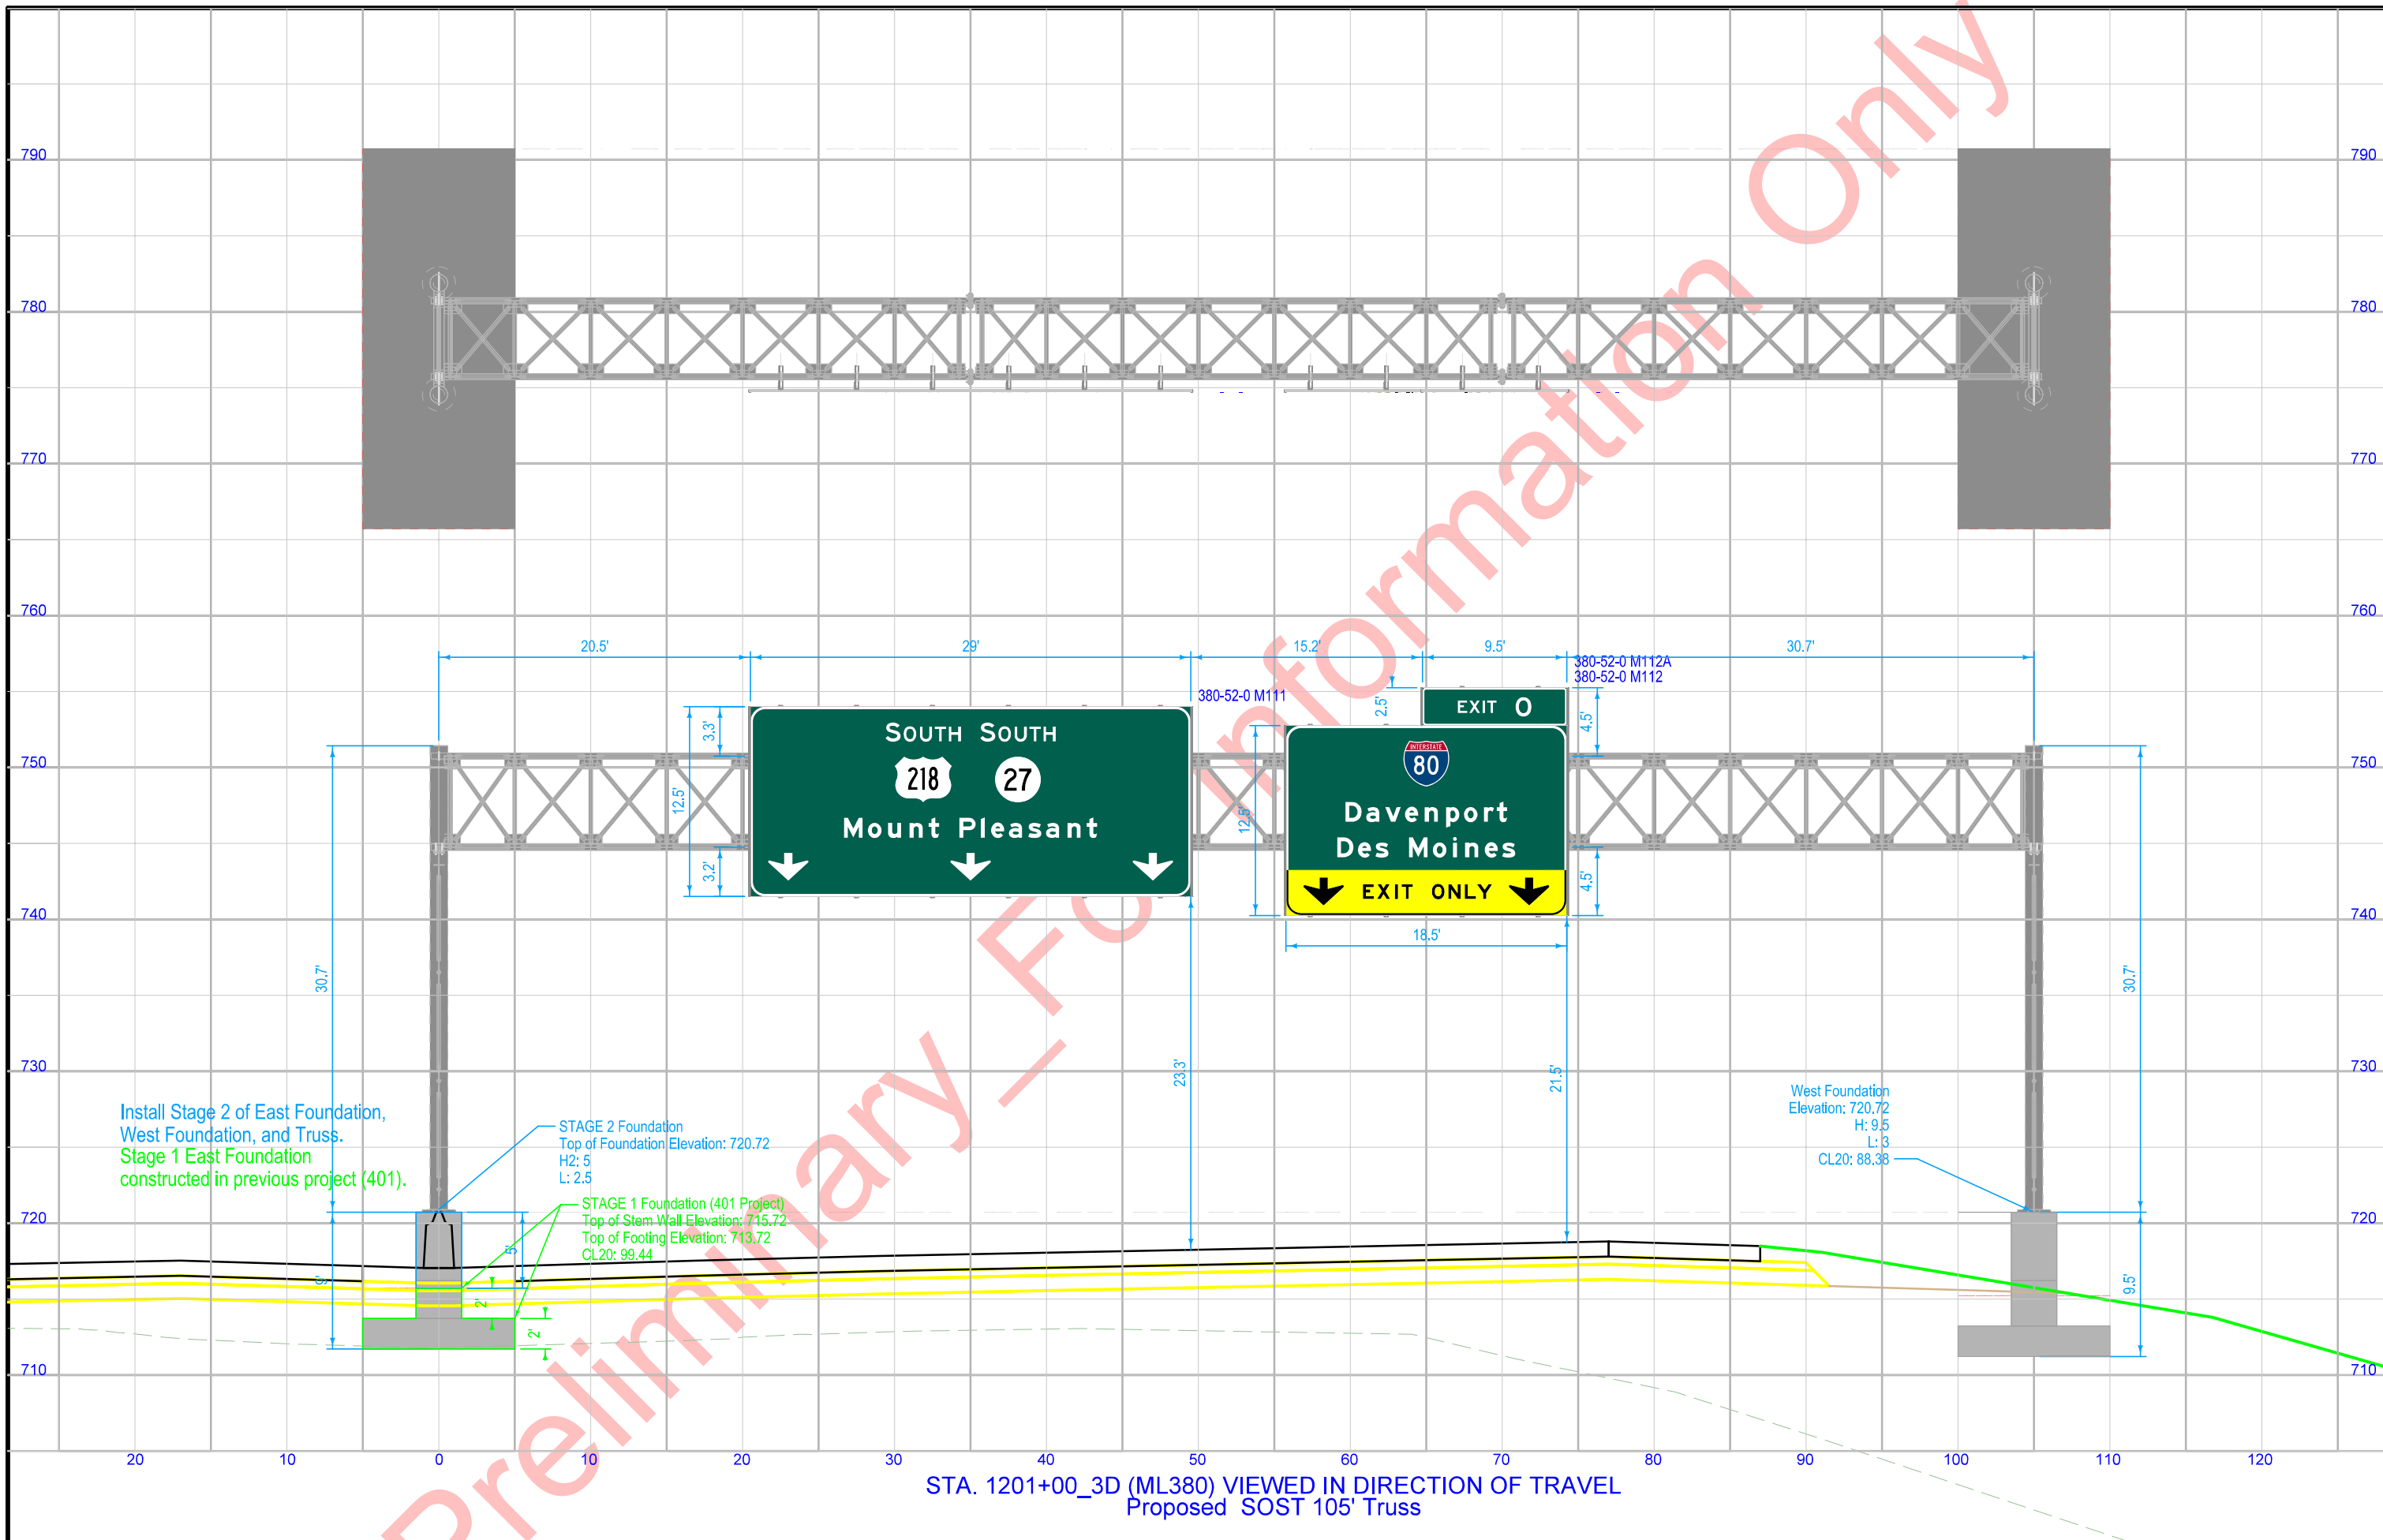 790
790
780
780
770
770
760
760
20.5'
29'
15.2'
9.5'
30.7'
380-52-0 M112A
380-52-0 M112
380-52-0 M111
2.5'
4.5'
3.3'
EXIT 0
SOUTH SOUTH
218
27
Mount Pleasant
INTERSTATE
80
Davenport
Des Moines
EXIT ONLY
750
750
12.5'
12.5'
3.2'
4.5'
740
740
18.5'
30.7'
30.7'
730
730
23.3'
21.5'
Install Stage 2 of East Foundation,
West Foundation, and Truss.
Stage 1 East Foundation
constructed in previous project (401).
STAGE 2 Foundation
Top of Foundation Elevation: 720.72
H2: 5
L: 2.5
STAGE 1 Foundation (401 Project)
Top of Stem Wall Elevation: 715.72
Top of Footing Elevation: 713.72
CL20: 99.44
West Foundation
Elevation: 720.72
H: 9.5
L: 3
CL20: 88.38
720
720
9'
5'
2'
2'
9.5'
710
710
20
10
0
10
20
30
40
50
60
70
80
90
100
110
120
STA. 1201+00_3D (ML380) VIEWED IN DIRECTION OF TRAVEL
Proposed SOST 105' Truss
Preliminary_For Information Only